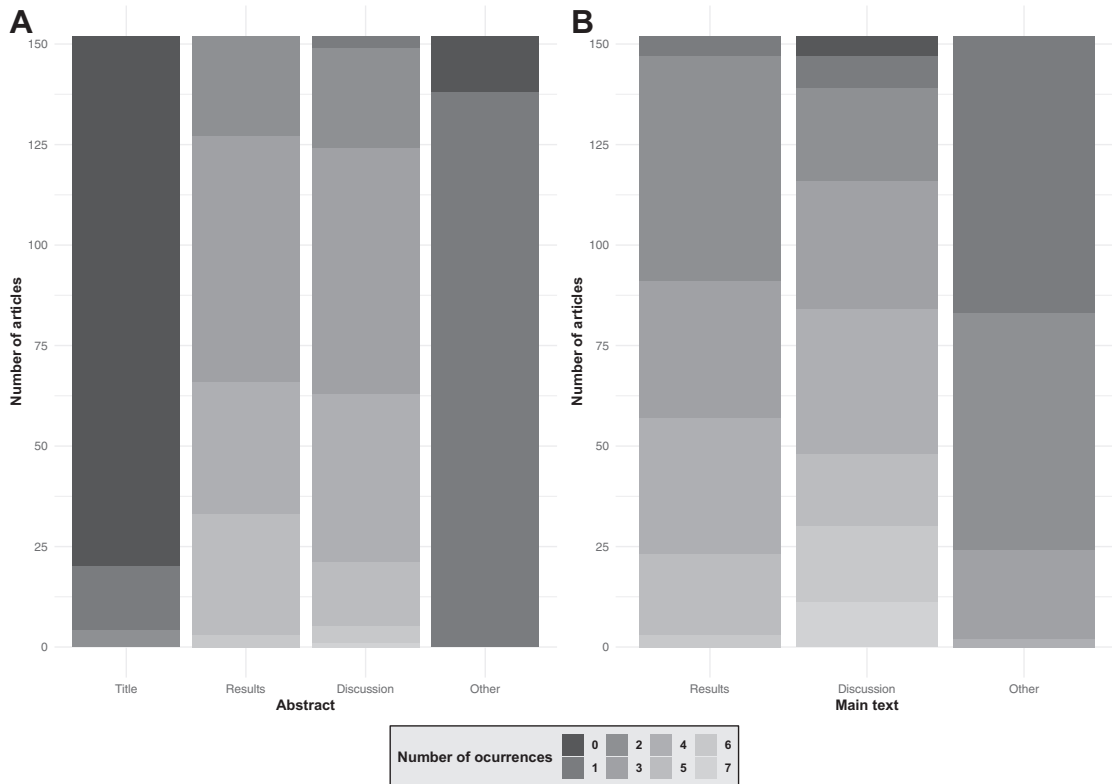 A
B
150
125
100
75
50
25
0
Number of articles
Title Results Discussion Other
Abstract
150
125
100
75
50
25
0
Number of articles
Results Discussion Other
Main text
Number of ocurrences
0 2 4 6
1 3 5 7